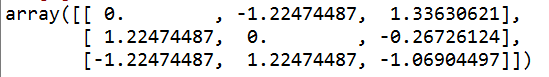 array([[ 0.        , -1.22474487,  1.33630621],
       [ 1.22474487,  0.        , -0.26726124],
       [-1.22474487,  1.22474487, -1.06904497]])